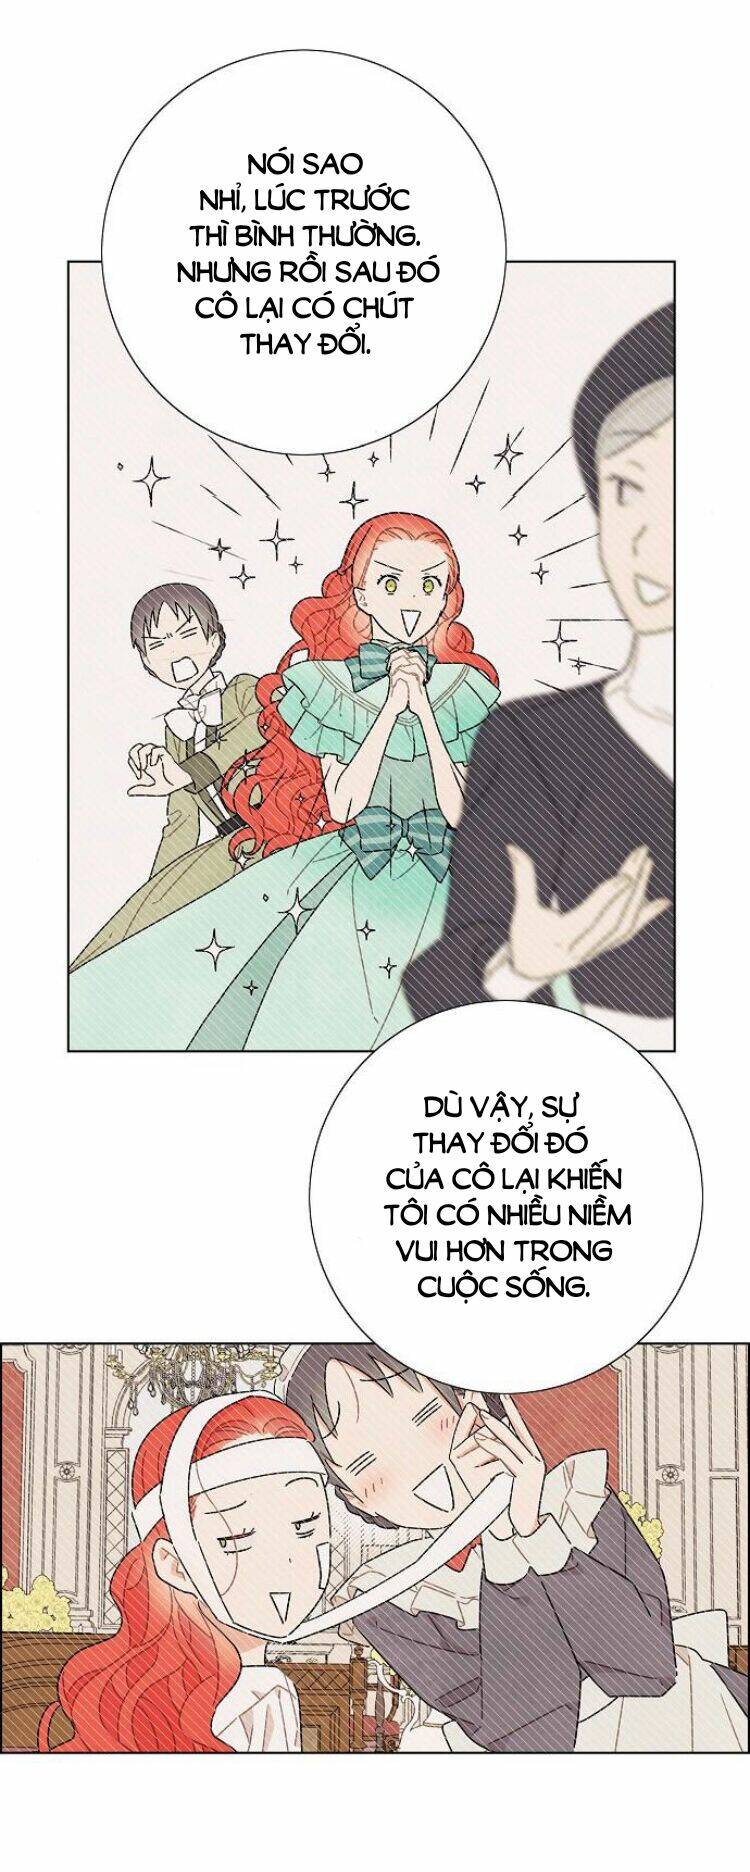 NÓI SAO
NHỈ, LÚC TRƯỚC
THÌ BÌNH THƯỜNG.
NHƯNG RỒI SAU ĐÓ
CÔ LẠI CÓ CHÚT
THAY ĐỔI.
DÙ VẬY, SỰ
THAY ĐỔI ĐÓ
CỦA CÔ LẠI KHIẾN
TÔI CÓ NHIỀU NIỀM
VUI HƠN TRONG
CUỘC SỐNG.